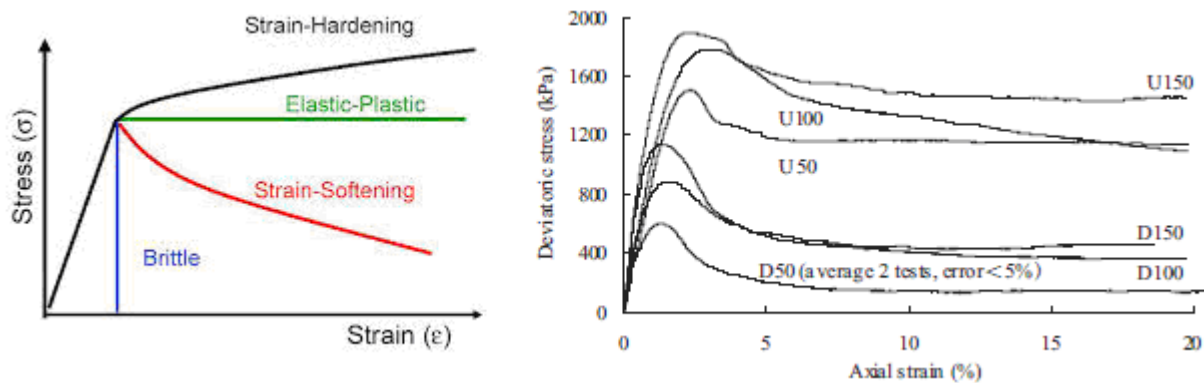 Strain-Hardening
Elastic-Plastic
Strain-Softening
Brittle
Stress (σ)
Strain (ε)
2000
1600
1200
800
400
0
Deviatoric stress (kPa)
U150
U100
U50
D150
D50 (average 2 tests, error<5%)
D100
0 5 10 15 20
Axial strain (%)